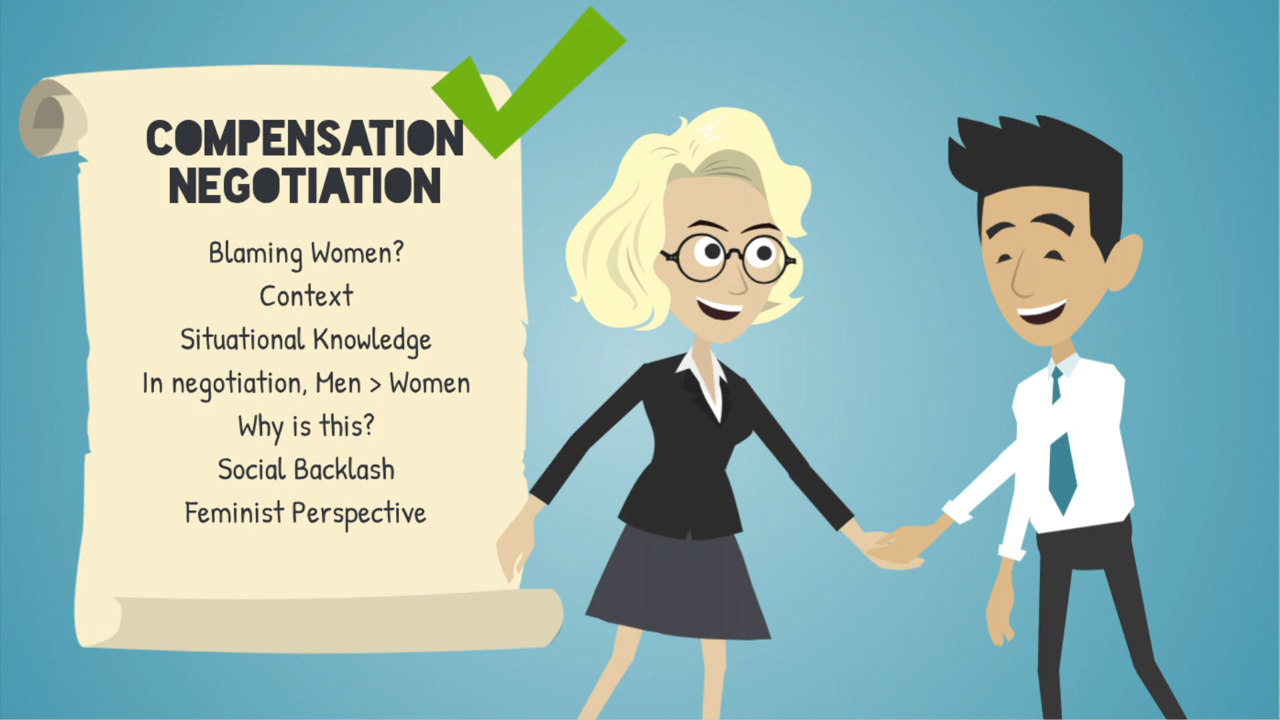 COMPENSATION
NEGOTIATION
Blaming Women?
Context
Situational Knowledge
In negotiation, Men > Women
Why is this?
Social Backlash
Feminist Perspective